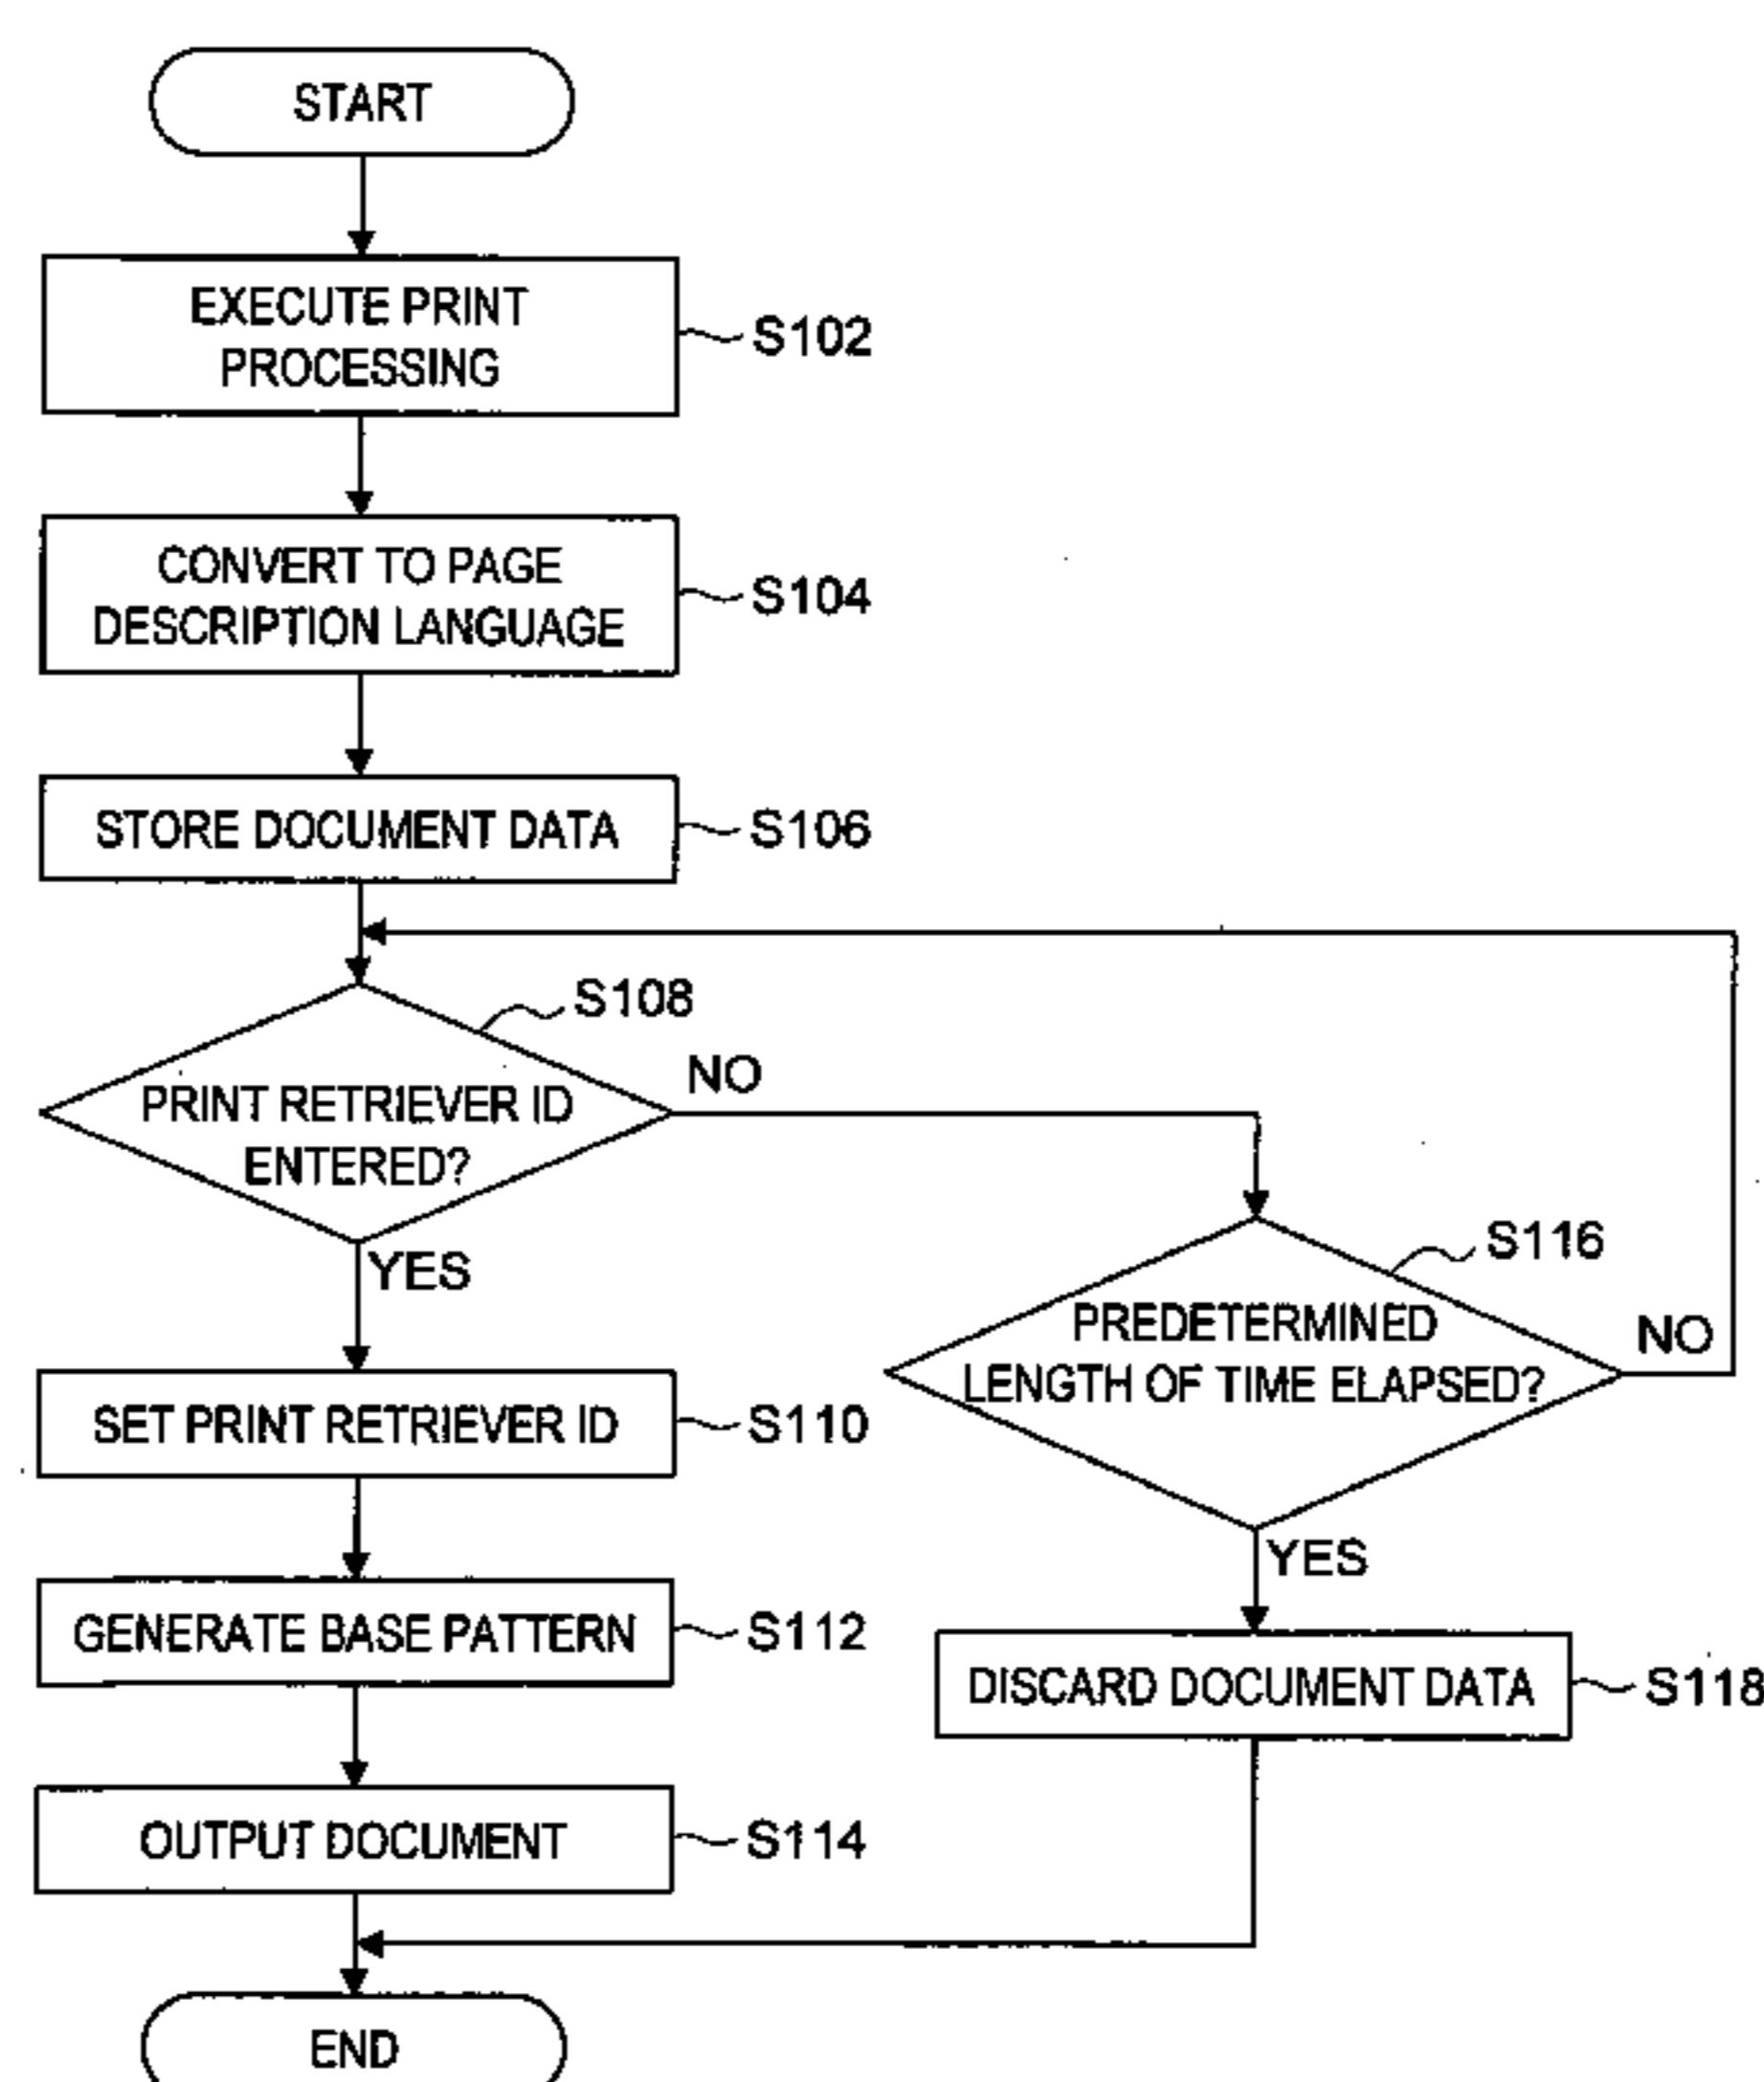 START
EXECUTE PRINT
PROCESSING
S102
CONVERT TO PAGE
DESCRIPTION LANGUAGE
S104
STORE DOCUMENT DATA
S106
S108
PRINT RETRIEVER ID
ENTERED?
NO
YES
S116
PREDETERMINED
LENGTH OF TIME ELAPSED?
NO
YES
SET PRINT RETRIEVER ID
S110
GENERATE BASE PATTERN
S112
DISCARD DOCUMENT DATA
S118
OUTPUT DOCUMENT
S114
END